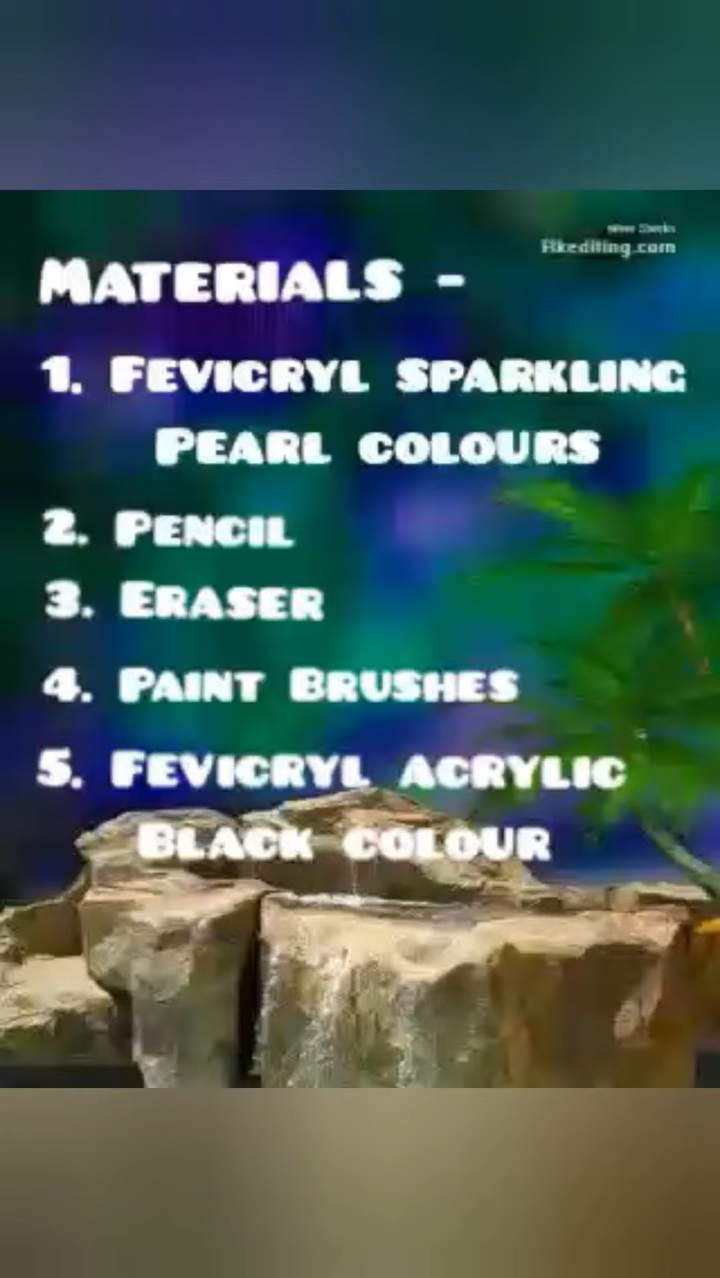 Flkediting.com
MATERIALS -
1. FEVICRYL SPARKLING
PEARL COLOURS
2. PENCIL
3. ERASER
4. PAINT BRUSHES
5. FEVICRYL ACRYLIC
BLACK COLOUR